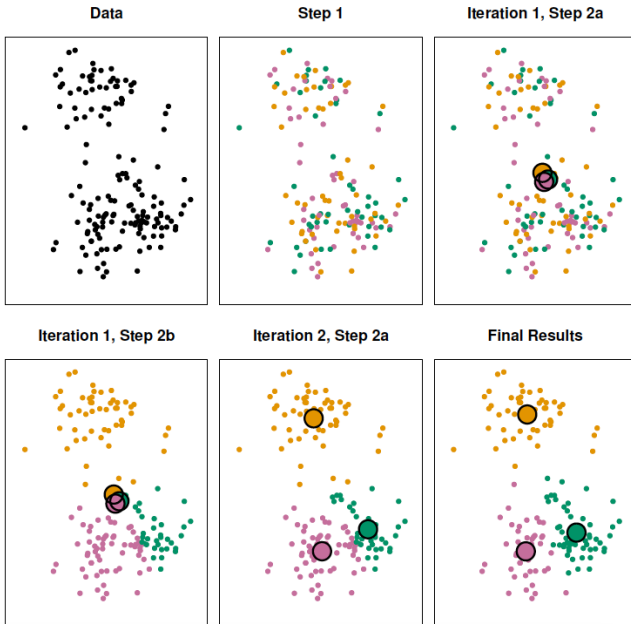 Data
Step 1
Iteration 1, Step 2a
Iteration 1, Step 2b
Iteration 2, Step 2a
Final Results